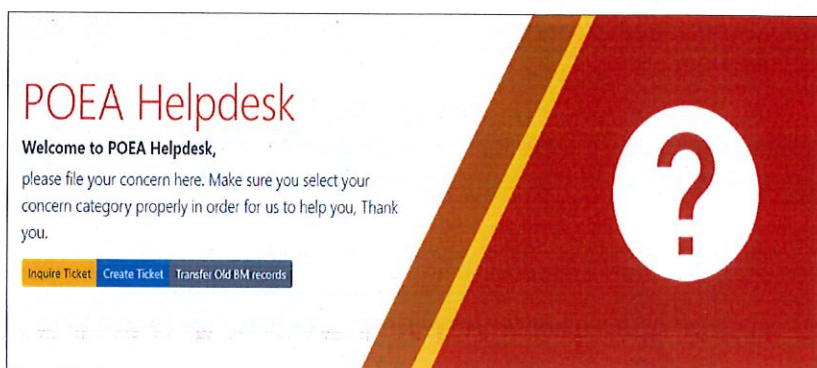 POEA Helpdesk
Welcome to POEA Helpdesk,
please file your concern here. Make sure you select your
concern category properly in order for us to help you, Thank
you.
Inquire Ticket Create Ticket Transfer Old BM records
?